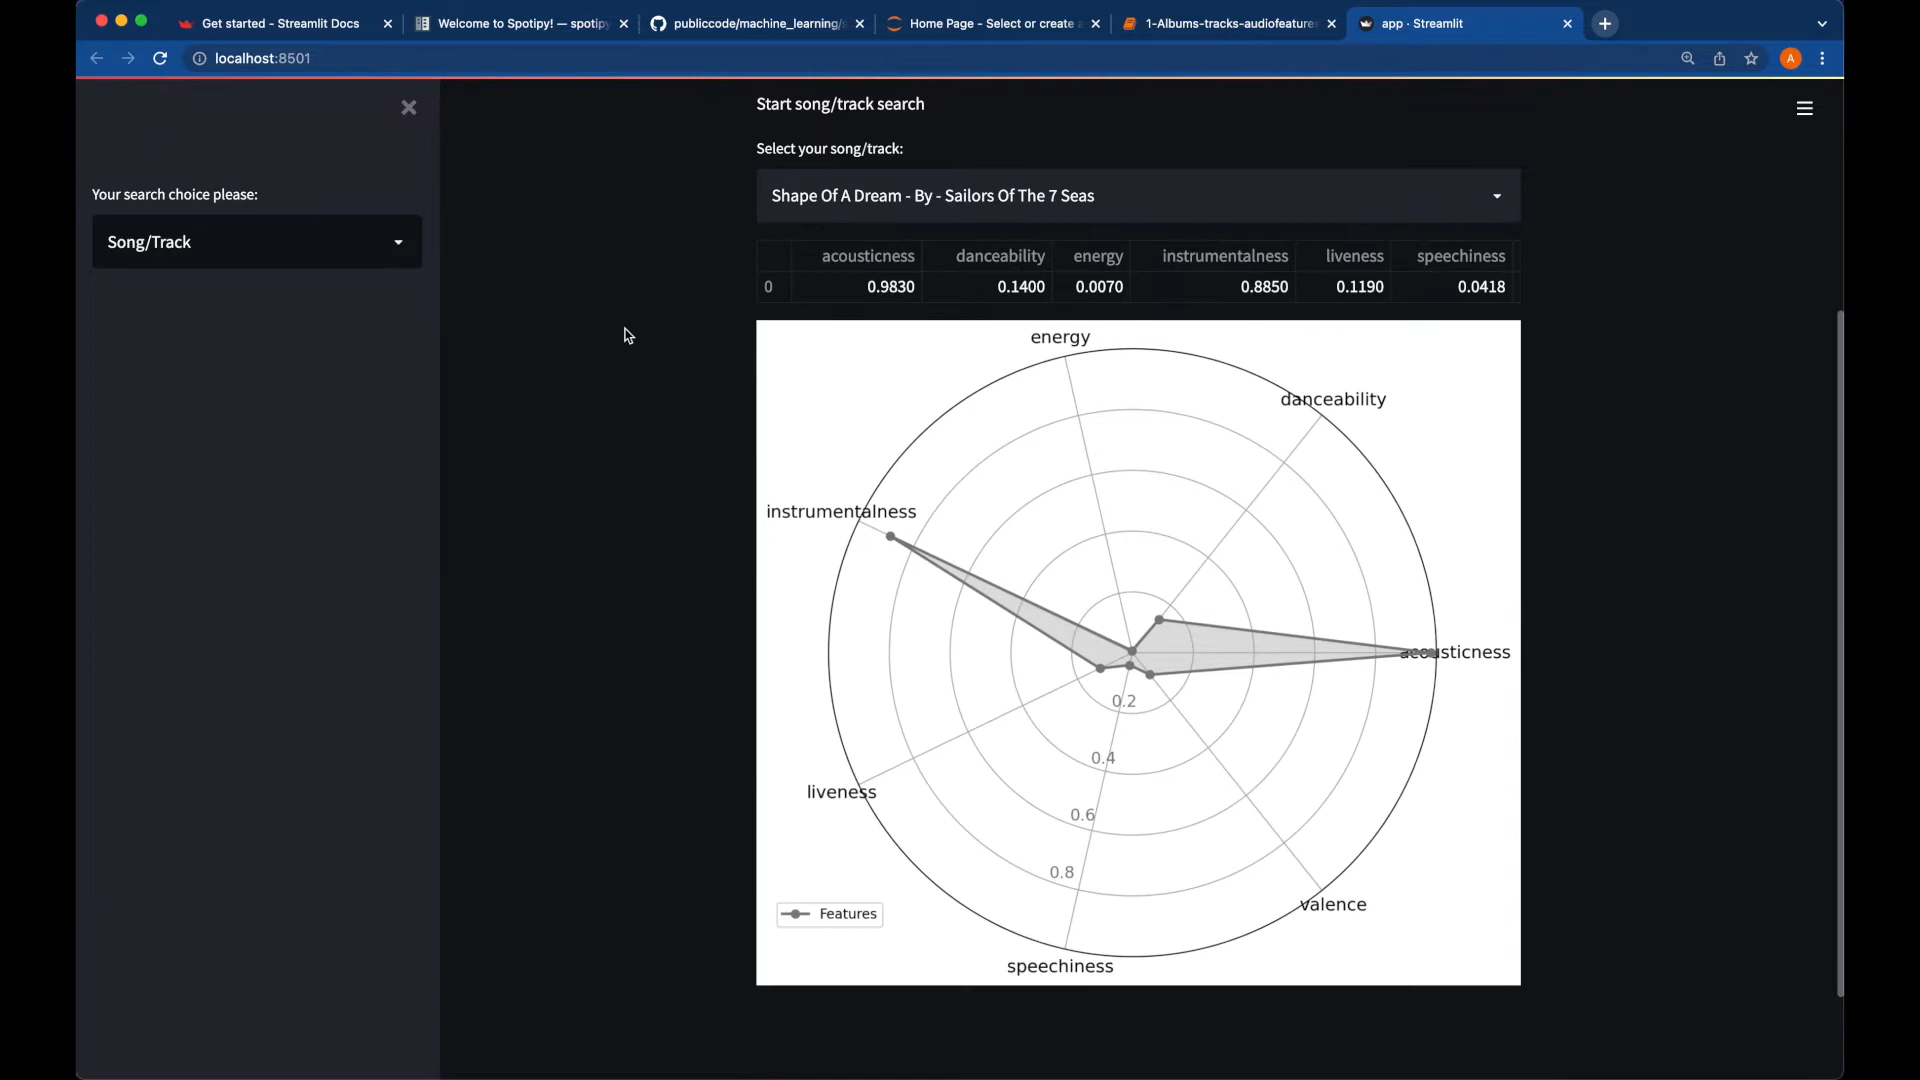 Get started - Streamlit Docs
Welcome to Spotipy! — spotipy
publiccode/machine_learning/s
Home Page - Select or create a
1-Albums-tracks-audiofeatures
app · Streamlit
localhost:8501
A
Start song/track search
Select your song/track:
Your search choice please:
Shape Of A Dream - By - Sailors Of The 7 Seas
Song/Track
acousticness danceability energy instrumentalness liveness speechiness
0 0.9830 0.1400 0.0070 0.8850 0.1190 0.0418
energy
danceability
instrumentalness
acousticness
0.2
0.4
liveness
0.6
0.8
valence
Features
speechiness